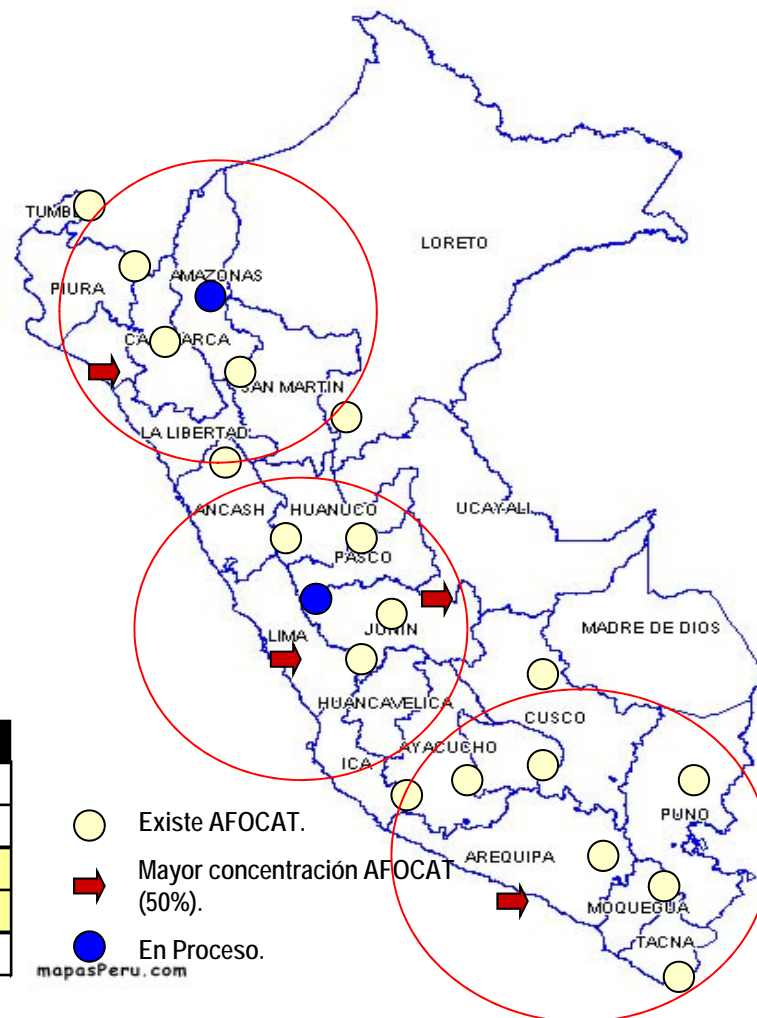 LORETO
TUMBE
PIURA
AMAZONAS
CAJAMARCA
SAN MARTIN
LA LIBERTAD
ANCASH
HUANUCO
UCAYALI
PASCO
LIMA
JUNIN
MADRE DE DIOS
HUANCAVELICA
CUSCO
ICA
AYACUCHO
PUNO
AREQUIPA
MOQUEGUA
TACNA
Existe AFOCAT.
Mayor concentración AFOCAT
(50%).
En Proceso.
mapasPeru.com